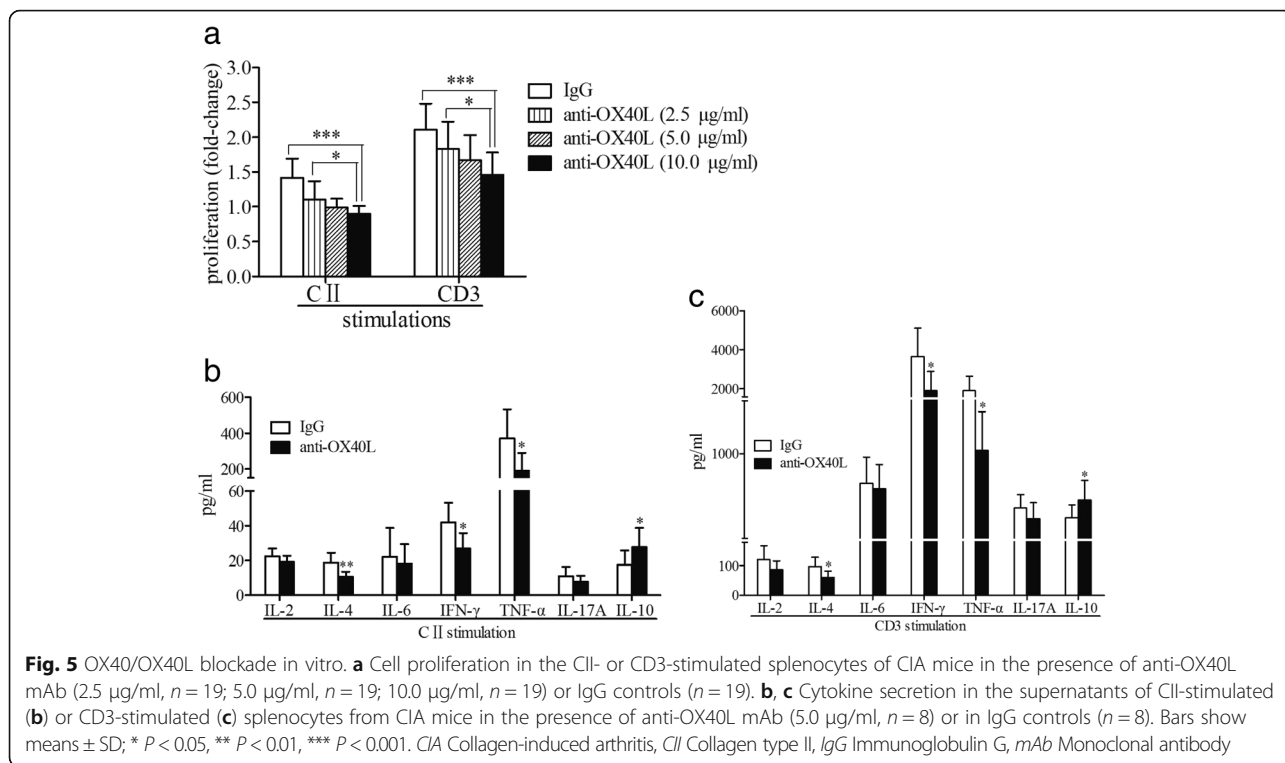 a
3.0
2.5
2.0
1.5
1.0
0.5
0.0
proliferation (fold-change)
***
*
***
*
IgG
anti-OX40L (2.5 μg/ml)
anti-OX40L (5.0 μg/ml)
anti-OX40L (10.0 μg/ml)
CⅡ CD3
stimulations
b
600
400
200
60
40
20
0
pg/ml
IgG
anti-OX40L
** * * *
IL-2 IL-4 IL-6 IFN-γ TNF-α IL-17A IL-10
CⅡ stimulation
c
6000
4000
2000
1000
100
0
pg/ml
IgG
anti-OX40L
* * * *
IL-2 IL-4 IL-6 IFN-γ TNF-α IL-17A IL-10
CD3 stimulation
Fig. 5 OX40/OX40L blockade in vitro. a Cell proliferation in the CII- or CD3-stimulated splenocytes of CIA mice in the presence of anti-OX40L
mAb (2.5 μg/ml, n = 19; 5.0 μg/ml, n = 19; 10.0 μg/ml, n = 19) or IgG controls (n = 19). b, c Cytokine secretion in the supernatants of CII-stimulated
(b) or CD3-stimulated (c) splenocytes from CIA mice in the presence of anti-OX40L mAb (5.0 μg/ml, n = 8) or in IgG controls (n = 8). Bars show
means ± SD; * P < 0.05, ** P < 0.01, *** P < 0.001. CIA Collagen-induced arthritis, CII Collagen type II, IgG Immunoglobulin G, mAb Monoclonal antibody